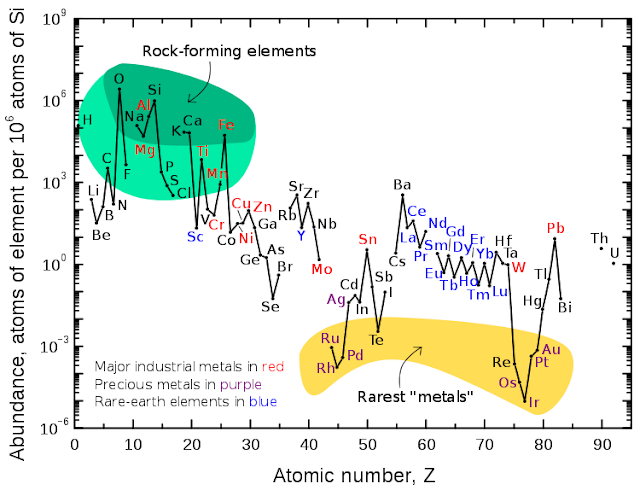 Abundance, atoms of element per 10⁶ atoms of Si
10⁹
10⁶
10³
10⁰
10⁻³
10⁻⁶
0 10 20 30 40 50 60 70 80 90
Atomic number, Z
Rock-forming elements
Rarest "metals"
Major industrial metals in red
Precious metals in purple
Rare-earth elements in blue
H
Li
Be
B
C
N
O
F
Na
Mg
Al
Si
P
S
Cl
K
Ca
Sc
Ti
V
Cr
Mn
Fe
Co
Ni
Cu
Zn
Ga
Ge
As
Se
Br
Rb
Sr
Y
Zr
Nb
Mo
Ru
Rh
Pd
Ag
Cd
In
Sn
Sb
Te
I
Cs
Ba
La
Ce
Pr
Nd
Sm
Eu
Gd
Tb
Dy
Ho
Er
Tm
Yb
Lu
Hf
Ta
W
Re
Os
Ir
Pt
Au
Hg
Tl
Pb
Bi
Th
U